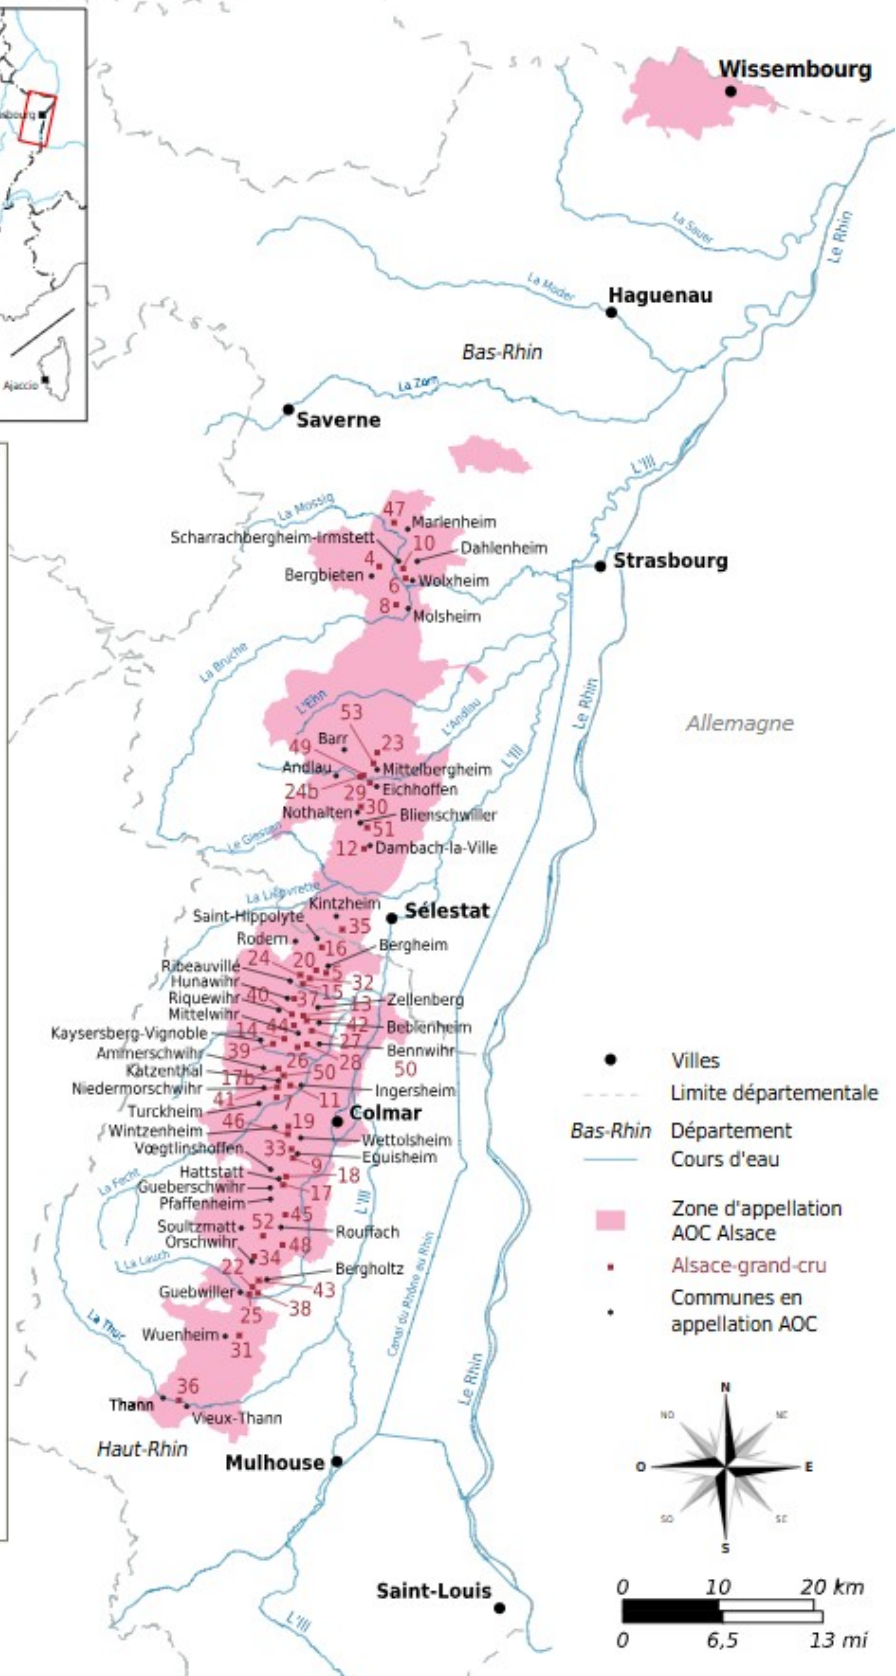 Wissembourg
sbourg
La Sauer
Le Rhin
La Moder
Haguenau
Bas-Rhin
Ajaccio
La Zorn
Saverne
L'Ill
La Mossig
47
Marlenheim
Scharrachbergheim-Irmstett
10
Dahlenheim
4
Strasbourg
Bergbieten
6
Wolxheim
8
Molsheim
La Bruche
L'Ehn
53
L'Andlau
Le Rhin
Allemagne
Barr
23
49
L'Ill
Andlau
Mittelbergheim
24b
29
Eichhoffen
30
Nothalten
Blienschwiller
51
Le Giessen
12
Dambach-la-Ville
La Lièpvrette
Kintzheim
Sélestat
Saint-Hippolyte
35
Rodern
16
Bergheim
24
20
Ribeauville
5
32
Hunawihr
15
Riquewihr
40
37
13
Zellenberg
Mittelwihr
44
42
Beblenheim
Kaysersberg-Vignoble
14
27
Ammerschwihr
39
Bennwihr
26
28
50
Katzenthal
17b
50
Niedermorschwihr
Ingersheim
41
7
11
Turckheim
Colmar
46
19
Wintzenheim
Wettolsheim
Vœgtlinshoffen
33
Eguisheim
9
Hattstatt
18
La Fecht
Gueberschwihr
17
Pfaffenheim
L'Ill
45
Soultzmatt
52
Rouffach
Orschwihr
48
La Lauch
34
22
Bergholtz
Guebwiller
43
38
25
La Thur
Wuenheim
31
Canal du Rhône au Rhin
36
Thann
Vieux-Thann
Le Rhin
Haut-Rhin
Mulhouse
Saint-Louis
L'Ill
Villes
Limite départementale
Bas-Rhin Département
Cours d'eau
Zone d'appellation
AOC Alsace
Alsace-grand-cru
Communes en
appellation AOC
N
NO
NE
O
E
SO
SE
S
0 10 20 km
0 6,5 13 mi